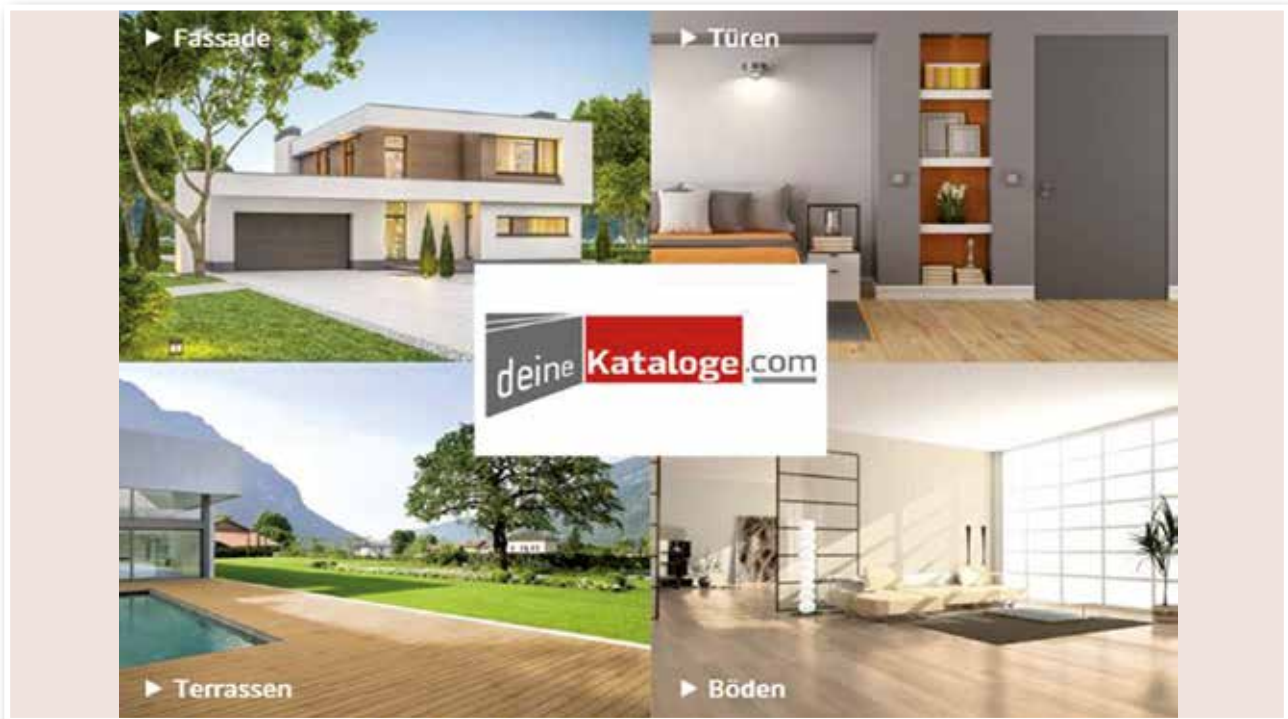 ▶ Fassade
▶ Türen
deine Kataloge.com
▶ Terrassen
▶ Böden